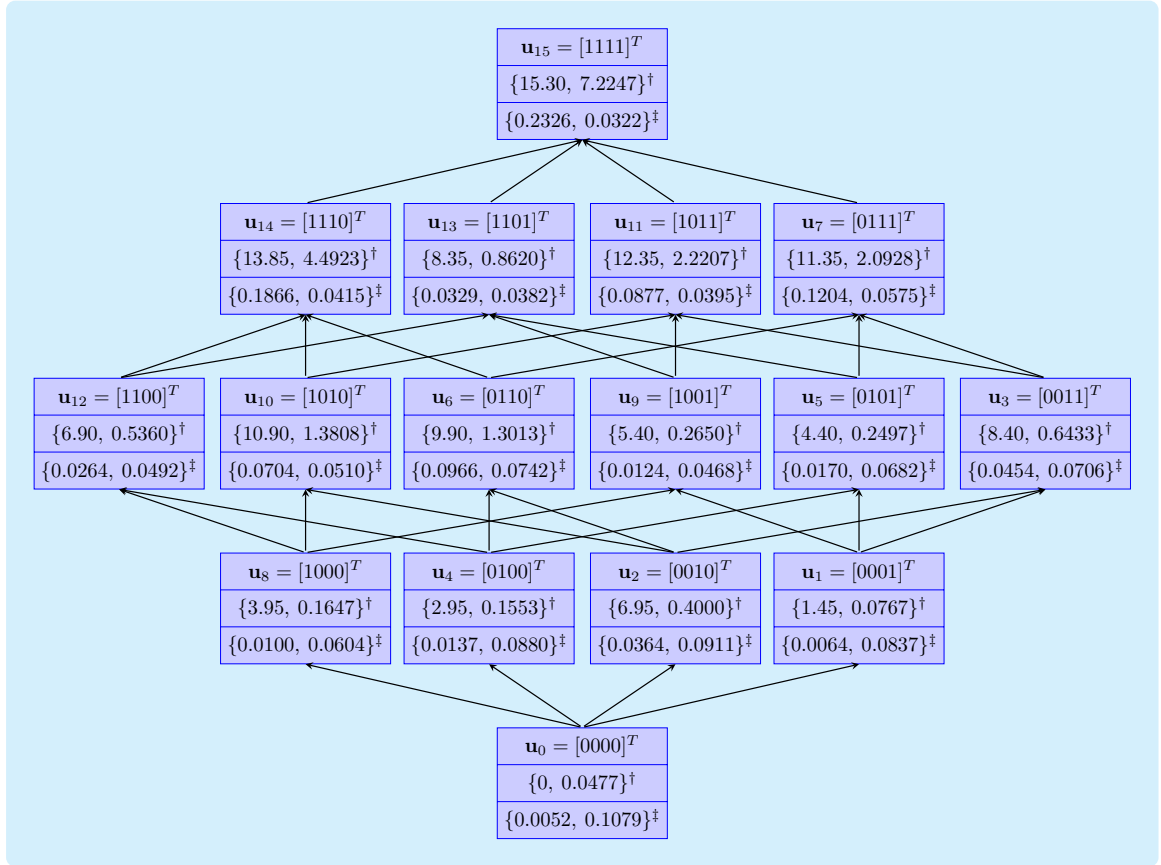 u₁₅ = [1111]ᵀ
{15.30, 7.2247}†
{0.2326, 0.0322}‡
u₁₄ = [1110]ᵀ
{13.85, 4.4923}†
{0.1866, 0.0415}‡
u₁₃ = [1101]ᵀ
{8.35, 0.8620}†
{0.0329, 0.0382}‡
u₁₁ = [1011]ᵀ
{12.35, 2.2207}†
{0.0877, 0.0395}‡
u₇ = [0111]ᵀ
{11.35, 2.0928}†
{0.1204, 0.0575}‡
u₁₂ = [1100]ᵀ
{6.90, 0.5360}†
{0.0264, 0.0492}‡
u₁₀ = [1010]ᵀ
{10.90, 1.3808}†
{0.0704, 0.0510}‡
u₆ = [0110]ᵀ
{9.90, 1.3013}†
{0.0966, 0.0742}‡
u₉ = [1001]ᵀ
{5.40, 0.2650}†
{0.0124, 0.0468}‡
u₅ = [0101]ᵀ
{4.40, 0.2497}†
{0.0170, 0.0682}‡
u₃ = [0011]ᵀ
{8.40, 0.6433}†
{0.0454, 0.0706}‡
u₈ = [1000]ᵀ
{3.95, 0.1647}†
{0.0100, 0.0604}‡
u₄ = [0100]ᵀ
{2.95, 0.1553}†
{0.0137, 0.0880}‡
u₂ = [0010]ᵀ
{6.95, 0.4000}†
{0.0364, 0.0911}‡
u₁ = [0001]ᵀ
{1.45, 0.0767}†
{0.0064, 0.0837}‡
u₀ = [0000]ᵀ
{0, 0.0477}†
{0.0052, 0.1079}‡